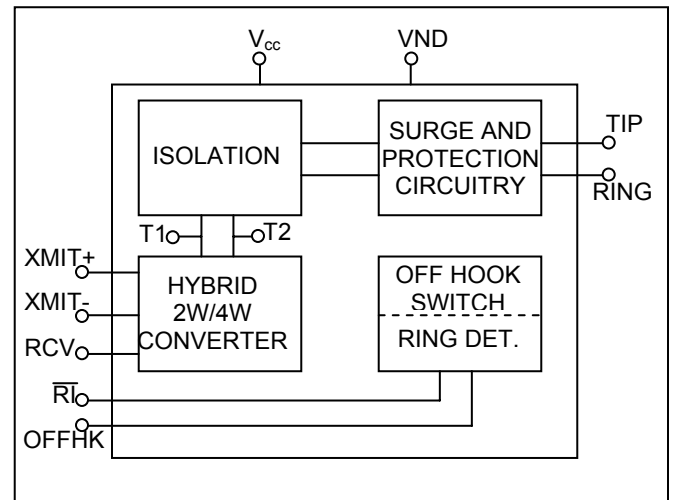 Vcc
VND
ISOLATION
SURGE AND
PROTECTION
CIRCUITRY
TIP
RING
T1
T2
XMIT+
XMIT-
RCV
HYBRID
2W/4W
CONVERTER
OFF HOOK
SWITCH
RING DET.
R̅I̅
OFFHK